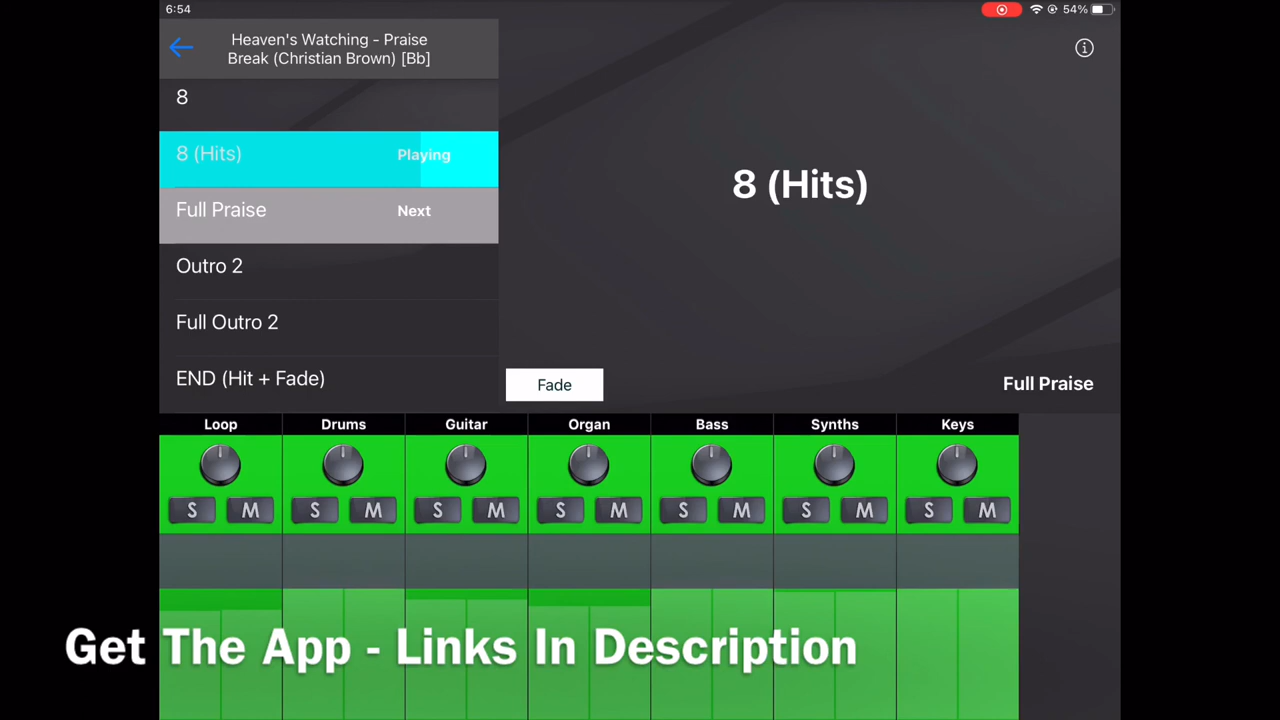 6:54
54%
Heaven's Watching - Praise
Break (Christian Brown) [Bb]
8
8 (Hits) Playing
Full Praise Next
Outro 2
Full Outro 2
END (Hit + Fade)
8 (Hits)
Fade
Full Praise
Loop Drums Guitar Organ Bass Synths Keys
S M S M S M S M S M S M S M
Get The App - Links In Description